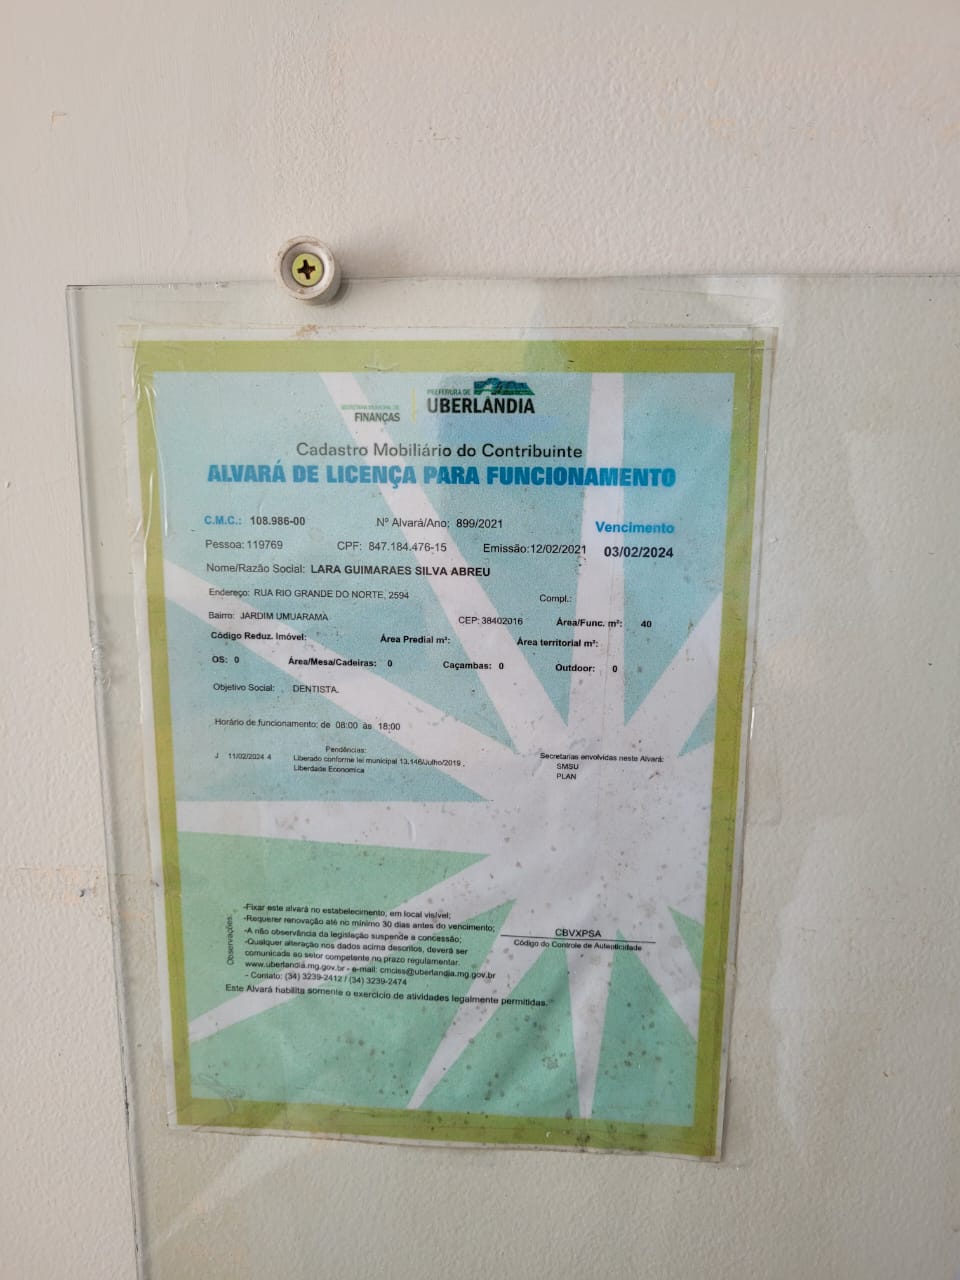 SECRETARIA MUNICIPAL DE
FINANÇAS
PREFEITURA DE
UBERLÂNDIA
Cadastro Mobiliário do Contribuinte
ALVARÁ DE LICENÇA PARA FUNCIONAMENTO
C.M.C.: 108.986-00 Nº Alvará/Ano: 899/2021 Vencimento
Pessoa: 119769 CPF: 847.184.476-15 Emissão:12/02/2021 03/02/2024
Nome/Razão Social: LARA GUIMARAES SILVA ABREU
Endereço: RUA RIO GRANDE DO NORTE, 2594 Compl.:
Bairro: JARDIM UMUARAMA CEP: 38402016 Área/Func. m²: 40
Código Reduz. Imóvel: Área Predial m²: Área territorial m²:
OS: 0 Área/Mesa/Cadeiras: 0 Caçambas: 0 Outdoor: 0
Objetivo Social: DENTISTA.
Horário de funcionamento: de 08:00 às 18:00
Pendências: Secretarias envolvidas neste Alvará:
J 11/02/2024 4 Liberado conforme lei municipal 13.146/Julho/2019 , SMSU
Liberdade Economica PLAN
Observações:
-Fixar este alvará no estabelecimento, em local visível;
-Requerer renovação até no mínimo 30 dias antes do vencimento;
-A não observância da legislação suspende a concessão;
-Qualquer alteração nos dados acima descritos, deverá ser
comunicada ao setor competente no prazo regulamentar.
www.uberlandia.mg.gov.br - e-mail: cmciss@uberlandia.mg.gov.br
- Contato: (34) 3239-2412 / (34) 3239-2474
CBVXPSA
Código do Controle de Autenticidade
Este Alvará habilita somente o exercício de atividades legalmente permitidas.